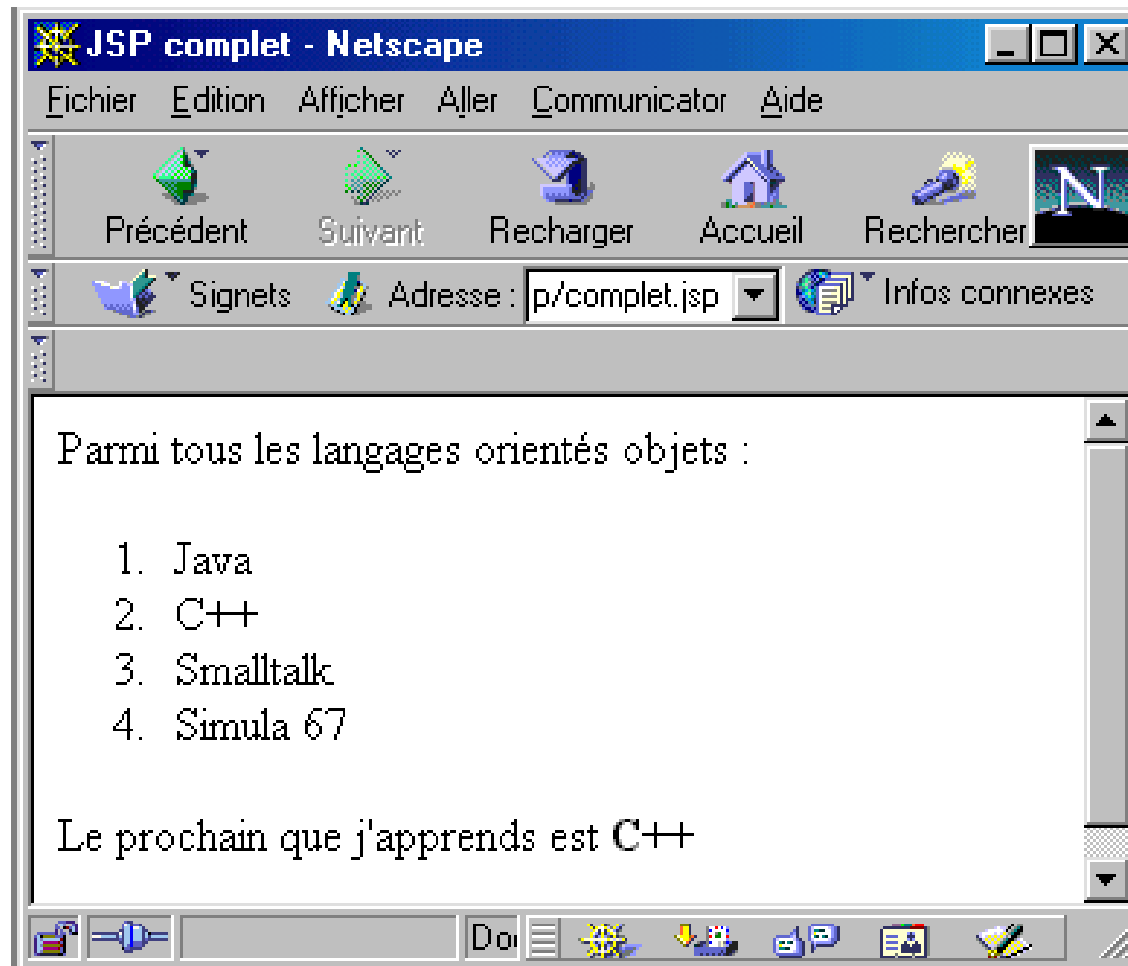 JSP complet - Netscape
Fichier Edition Afficher Aller Communicator Aide
Précédent Suivant Recharger Accueil Rechercher N
Signets Adresse : p/complet.jsp Infos connexes
Parmi tous les langages orientés objets :
1. Java
2. C++
3. Smalltalk
4. Simula 67
Le prochain que j'apprends est C++